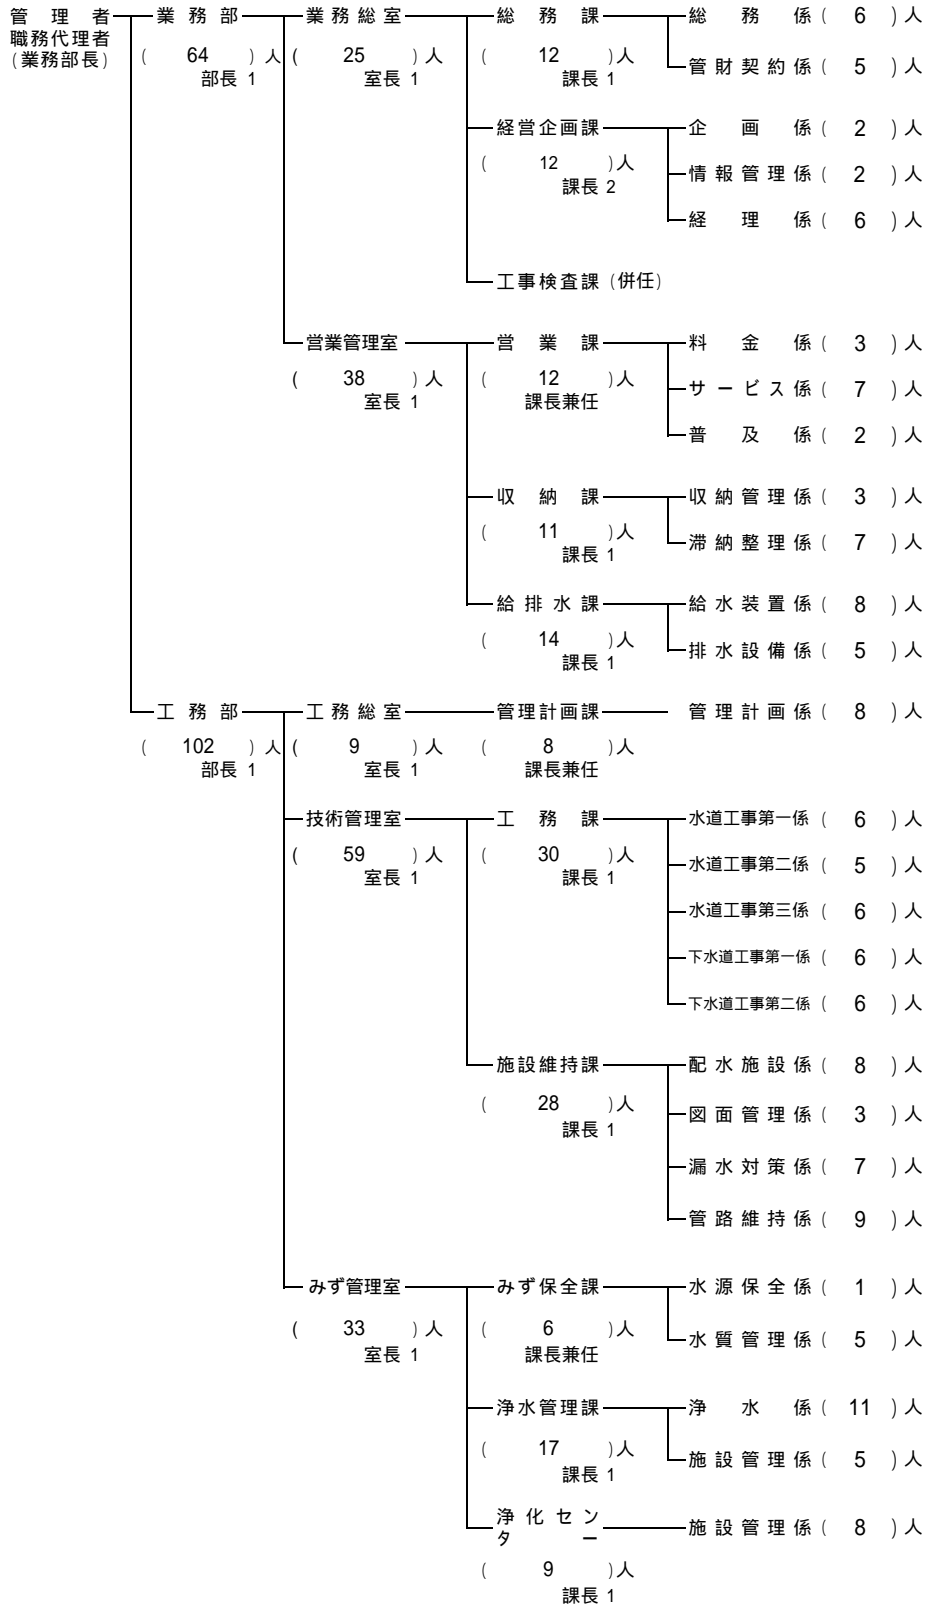 管理者 業務部 業務総室 総務課 総務係( 6 )人
職務代理者
(業務部長) ( 64 )人 ( 25 )人 ( 12 )人
部長 1 室長 1 課長 1 管財契約係( 5 )人
経営企画課 企画係( 2 )人
( 12 )人 情報管理係( 2 )人
課長 2
経理係( 6 )人
工事検査課(併任)
営業管理室 営業課 料金係( 3 )人
( 38 )人 ( 12 )人 サービス係( 7 )人
室長 1 課長兼任
普及係( 2 )人
収納課 収納管理係( 3 )人
( 11 )人 滞納整理係( 7 )人
課長 1
給排水課 給水装置係( 8 )人
( 14 )人 排水設備係( 5 )人
課長 1
工務部 工務総室 管理計画課 管理計画係( 8 )人
( 102 )人 ( 9 )人 ( 8 )人
部長 1 室長 1 課長兼任
技術管理室 工務課 水道工事第一係( 6 )人
( 59 )人 ( 30 )人 水道工事第二係( 5 )人
室長 1 課長 1
水道工事第三係( 6 )人
下水道工事第一係( 6 )人
下水道工事第二係( 6 )人
施設維持課 配水施設係( 8 )人
( 28 )人 図面管理係( 3 )人
課長 1
漏水対策係( 7 )人
管路維持係( 9 )人
みず管理室 みず保全課 水源保全係( 1 )人
( 33 )人 ( 6 )人 水質管理係( 5 )人
室長 1 課長兼任
浄水管理課 浄水係( 11 )人
( 17 )人 施設管理係( 5 )人
課長 1
浄化セン
ター 施設管理係( 8 )人
( 9 )人
課長 1